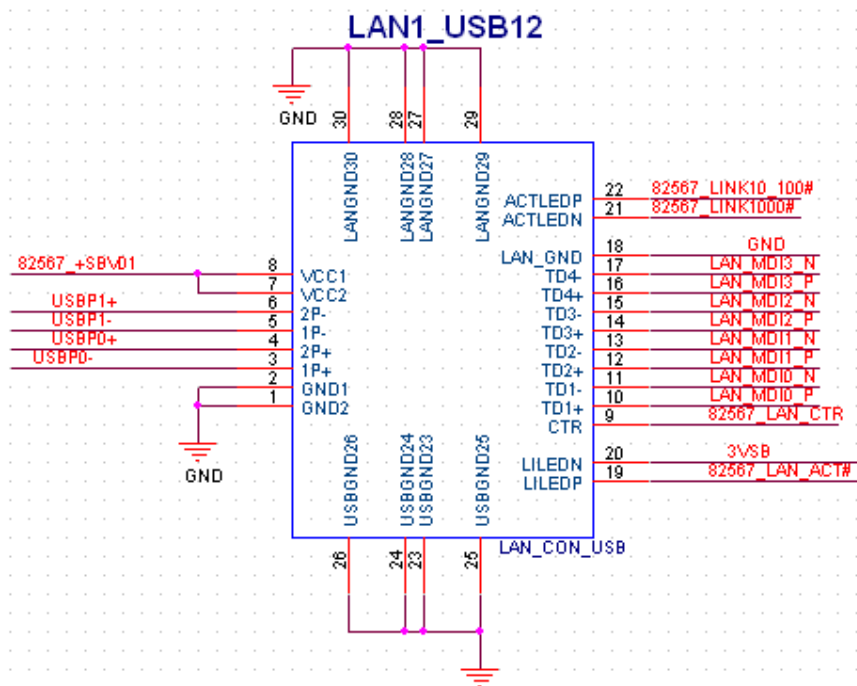 LAN1_USB12
GND
30
28
27
29
LANGND30
LANGND28
LANGND27
LANGND29
82567_+SBV01
USBP1+
USBP1-
USBP0+
USBP0-
8 VCC1
7 VCC2
6 2P-
5 1P-
4 2P+
3 1P+
2 GND1
1 GND2
GND
ACTLEDP 22 82567_LINK10_100#
ACTLEDN 21 82567_LINK1000#
LAN_GND 18 GND
TD4- 17 LAN_MDI3_N
TD4+ 16 LAN_MDI3_P
TD3- 15 LAN_MDI2_N
TD3+ 14 LAN_MDI2_P
TD2- 13 LAN_MDI1_N
TD2+ 12 LAN_MDI1_P
TD1- 11 LAN_MDI0_N
TD1+ 10 LAN_MDI0_P
CTR 9 82567_LAN_CTR
LILEDN 20 3VSB
LILEDP 19 82567_LAN_ACT#
USBGND26
USBGND24
USBGND23
USBGND25
LAN_CON_USB
26
24
23
25